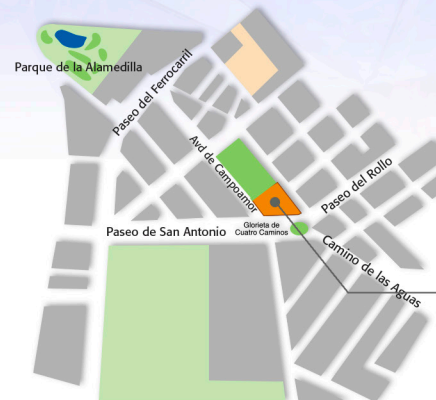 Parque de la Alamedilla
Paseo del Ferrocarril
Avd de Campoamor
Paseo del Rollo
Paseo de San Antonio
Glorieta de
Cuatro Caminos
Camino de las Aguas